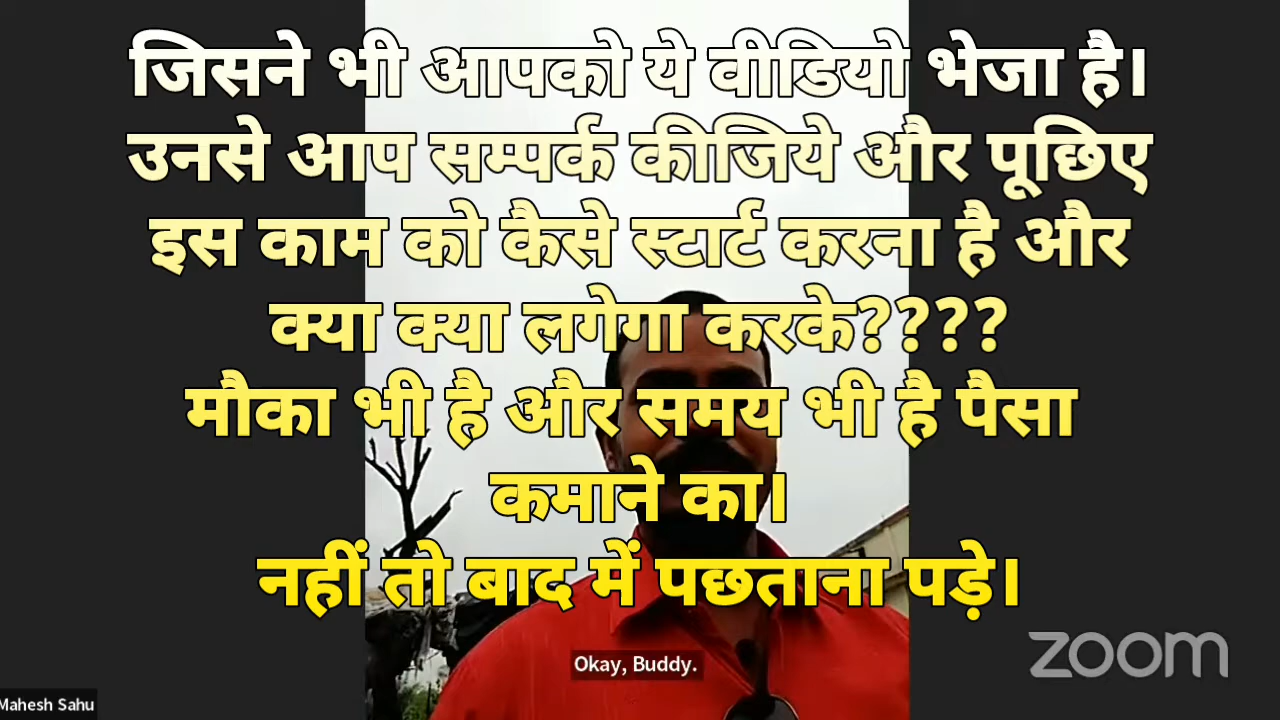 जिसने भी आपको ये वीडियो भेजा है।
उनसे आप सम्पर्क कीजिये और पूछिए
इस काम को कैसे स्टार्ट करना है और
क्या क्या लगेगा करके????
मौका भी है और समय भी है पैसा
कमाने का।
नहीं तो बाद में पछताना पड़े।
Okay, Buddy.
zoom
Mahesh Sahu